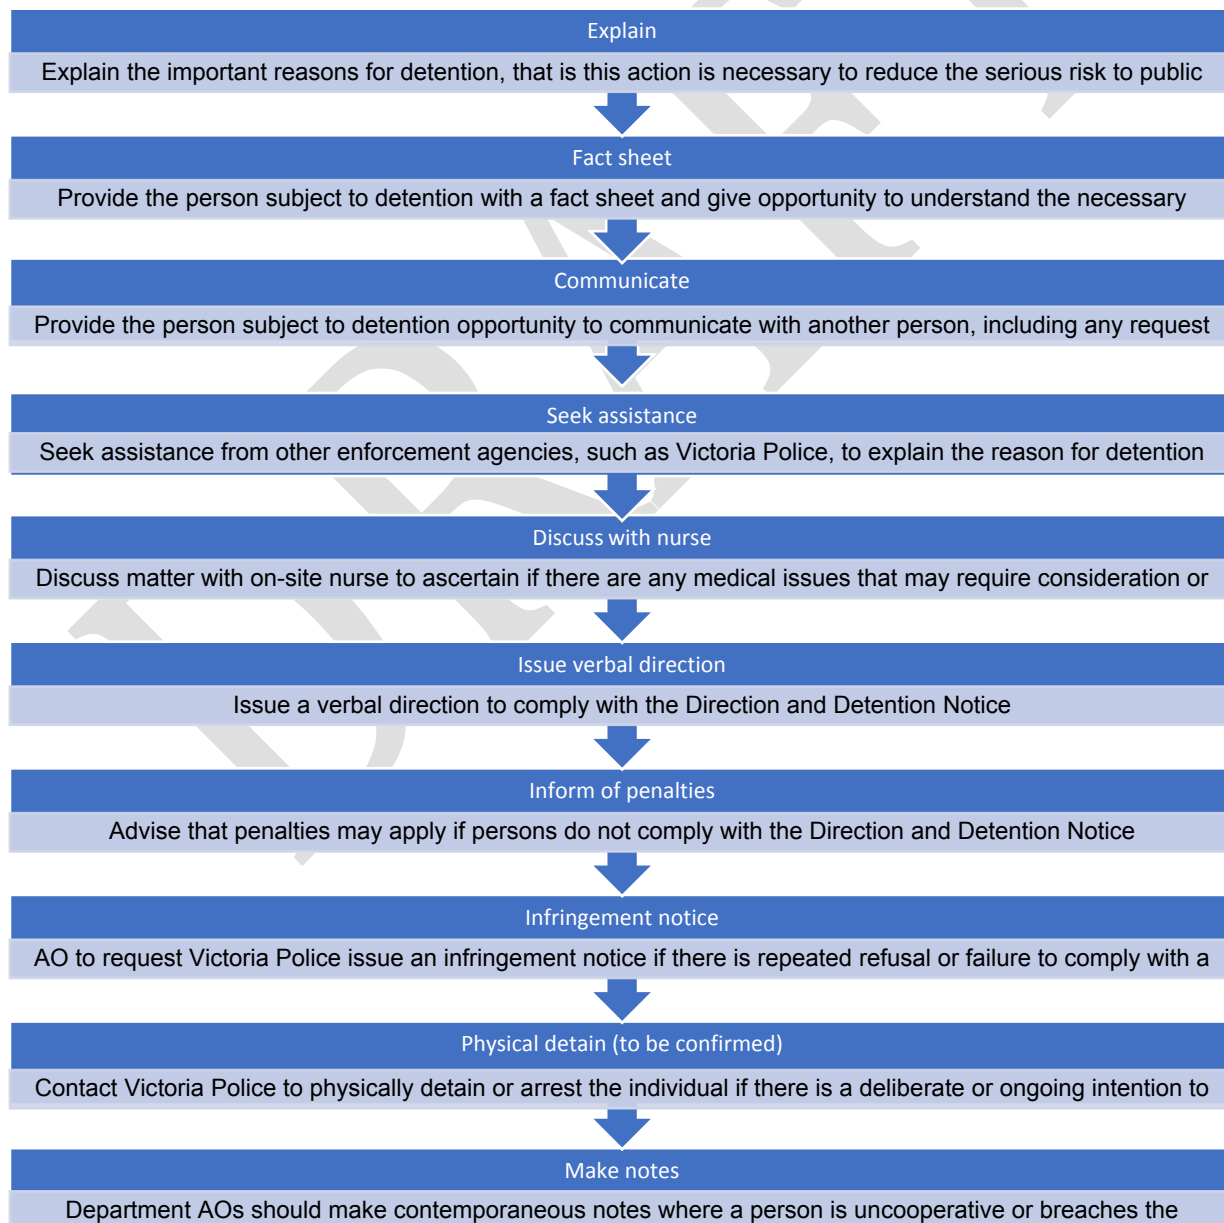 Explain
Explain the important reasons for detention, that is this action is necessary to reduce the serious risk to public
Fact sheet
Provide the person subject to detention with a fact sheet and give opportunity to understand the necessary
Communicate
Provide the person subject to detention opportunity to communicate with another person, including any request
Seek assistance
Seek assistance from other enforcement agencies, such as Victoria Police, to explain the reason for detention
Discuss with nurse
Discuss matter with on-site nurse to ascertain if there are any medical issues that may require consideration or
Issue verbal direction
Issue a verbal direction to comply with the Direction and Detention Notice
Inform of penalties
Advise that penalties may apply if persons do not comply with the Direction and Detention Notice
Infringement notice
AO to request Victoria Police issue an infringement notice if there is repeated refusal or failure to comply with a
Physical detain (to be confirmed)
Contact Victoria Police to physically detain or arrest the individual if there is a deliberate or ongoing intention to
Make notes
Department AOs should make contemporaneous notes where a person is uncooperative or breaches the